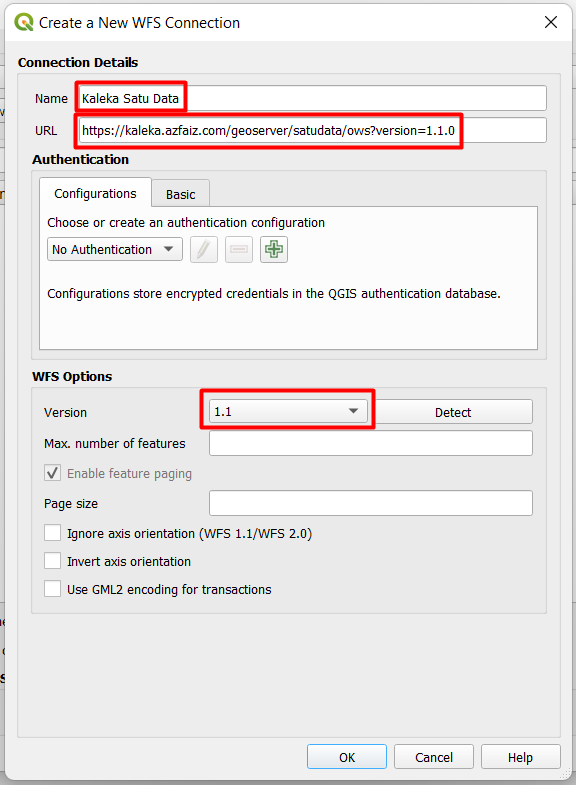 Create a New WFS Connection
Connection Details
Name Kaleka Satu Data
URL https://kaleka.azfaiz.com/geoserver/satudata/ows?version=1.1.0
Authentication
Configurations Basic
Choose or create an authentication configuration
No Authentication
Configurations store encrypted credentials in the QGIS authentication database.
WFS Options
Version 1.1 Detect
Max. number of features
Enable feature paging
Page size
Ignore axis orientation (WFS 1.1/WFS 2.0)
Invert axis orientation
Use GML2 encoding for transactions
OK Cancel Help